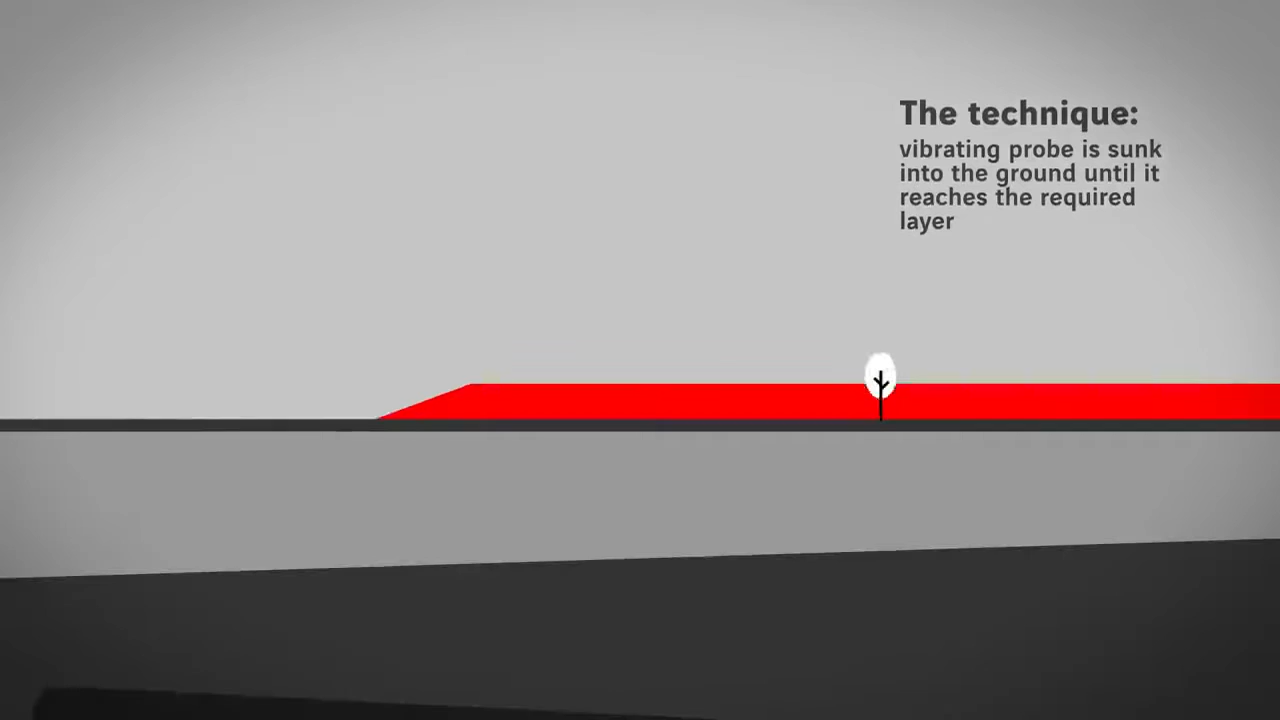 The technique:
vibrating probe is sunk
into the ground until it
reaches the required
layer